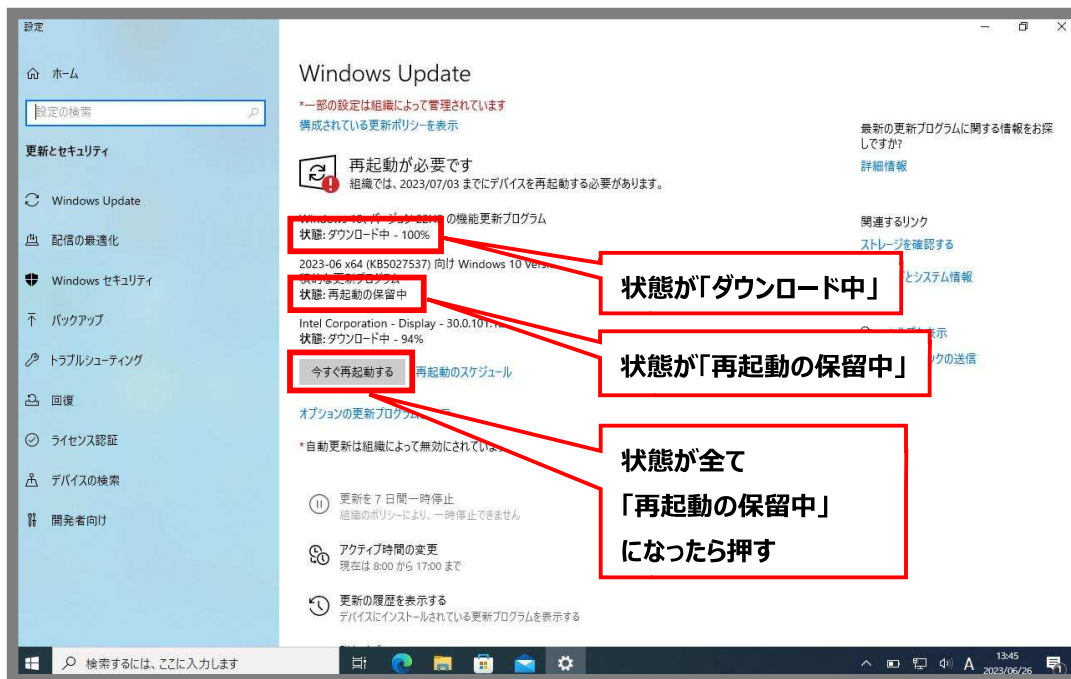 設定
ホーム
設定の検索
更新とセキュリティ
Windows Update
配信の最適化
Windows セキュリティ
バックアップ
トラブルシューティング
回復
ライセンス認証
デバイスの検索
開発者向け
Windows Update
*一部の設定は組織によって管理されています
構成されている更新ポリシーを表示
再起動が必要です
組織では、2023/07/03 までにデバイスを再起動する必要があります。
の機能更新プログラム
状態: ダウンロード中 - 100%
2023-06 x64 (KB5027537) 向け Windows 10
状態: 再起動の保留中
Intel Corporation - Display - 30.0.101.1
状態: ダウンロード中 - 94%
今すぐ再起動する
再起動のスケジュール
オプションの更新プログラム
*自動更新は組織によって無効にされてい
更新を 7 日間一時停止
組織のポリシーにより、一時停止できません
アクティブ時間の変更
現在は 8:00 から 17:00 まで
更新の履歴を表示する
デバイスにインストールされている更新プログラムを表示する
最新の更新プログラムに関する情報をお探
しですか?
詳細情報
関連するリンク
ストレージを確認する
とシステム情報
表示
クの送信
状態が「ダウンロード中」
状態が「再起動の保留中」
状態が全て
「再起動の保留中」
になったら押す
検索するには、ここに入力します
A
13:45
2023/06/26